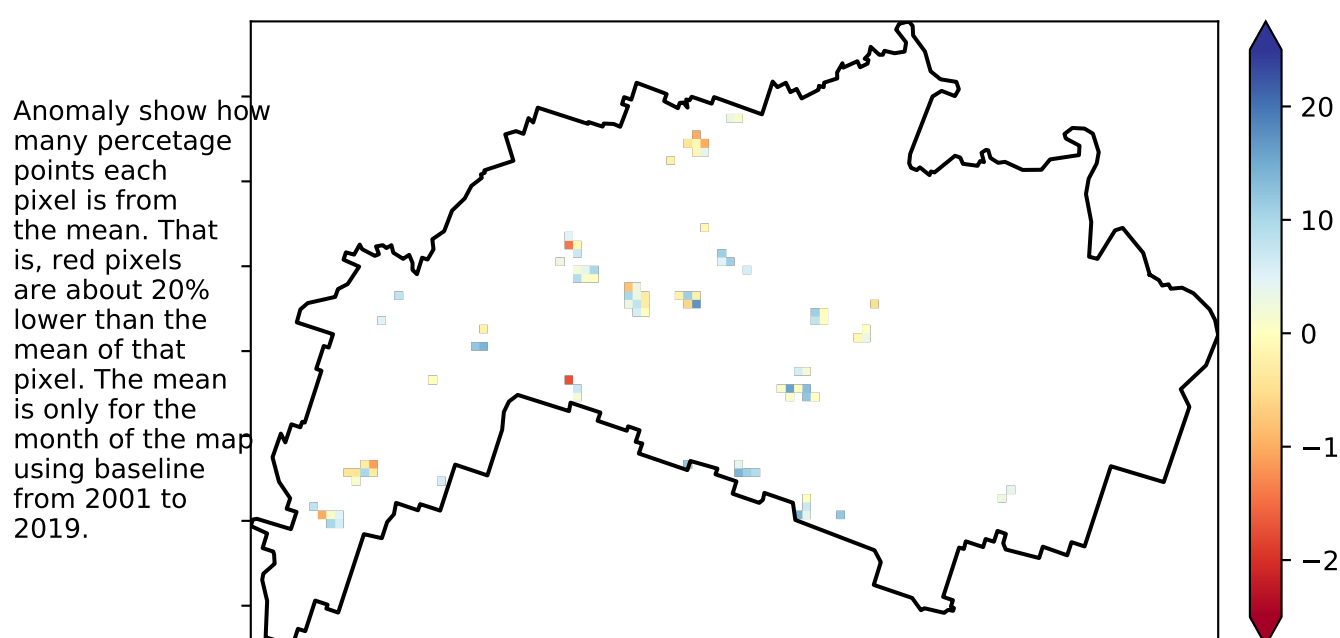 Anomaly show how
many percetage
points each
pixel is from
the mean. That
is, red pixels
are about 20%
lower than the
mean of that
pixel. The mean
is only for the
month of the map
using baseline
from 2001 to
2019.
20
10
0
−1
−2